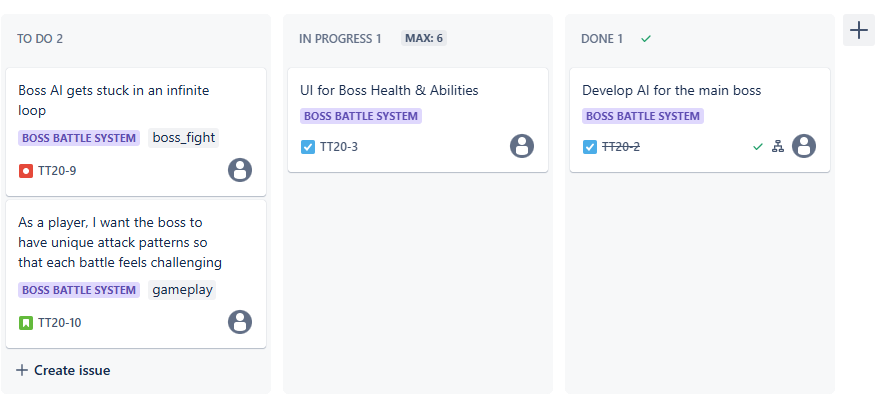 TO DO 2
Boss AI gets stuck in an infinite
loop
BOSS BATTLE SYSTEM boss_fight
TT20-9
As a player, I want the boss to
have unique attack patterns so
that each battle feels challenging
BOSS BATTLE SYSTEM gameplay
TT20-10
+ Create issue
IN PROGRESS 1 MAX: 6
UI for Boss Health & Abilities
BOSS BATTLE SYSTEM
TT20-3
DONE 1
Develop AI for the main boss
BOSS BATTLE SYSTEM
TT20-2